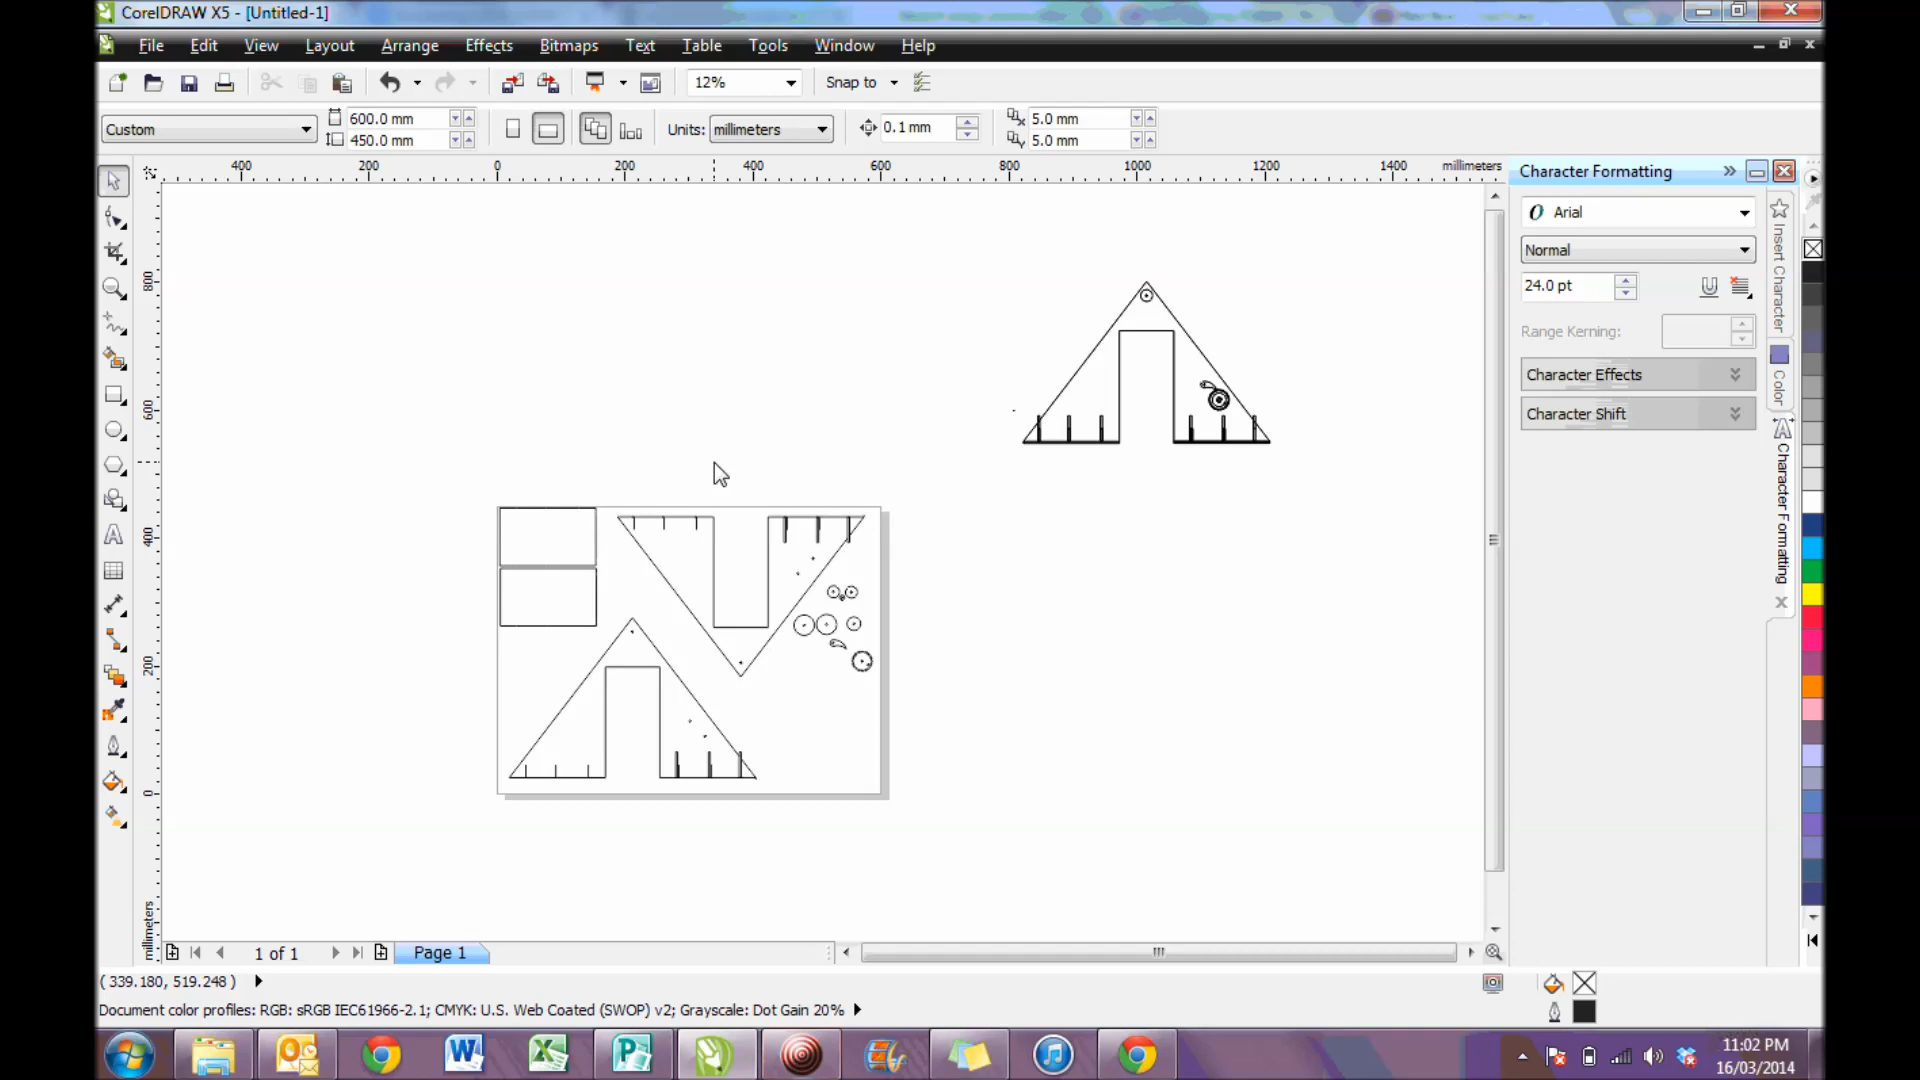 CorelDRAW X5 - [Untitled-1]
File Edit View Layout Arrange Effects Bitmaps Text Table Tools Window Help
12% Snap to
Custom 600.0 mm 450.0 mm Units: millimeters 0.1 mm 5.0 mm 5.0 mm
400 200 0 200 400 600 800 1000 1200 1400 millimeters
800
600
400
200
0
millimeters
Character Formatting
Arial
Normal
24.0 pt
Range Kerning:
Character Effects
Character Shift
Insert Character
Color
Character Formatting
1 of 1 Page 1
( 339.180, 519.248 )
Document color profiles: RGB: sRGB IEC61966-2.1; CMYK: U.S. Web Coated (SWOP) v2; Grayscale: Dot Gain 20%
11:02 PM
16/03/2014